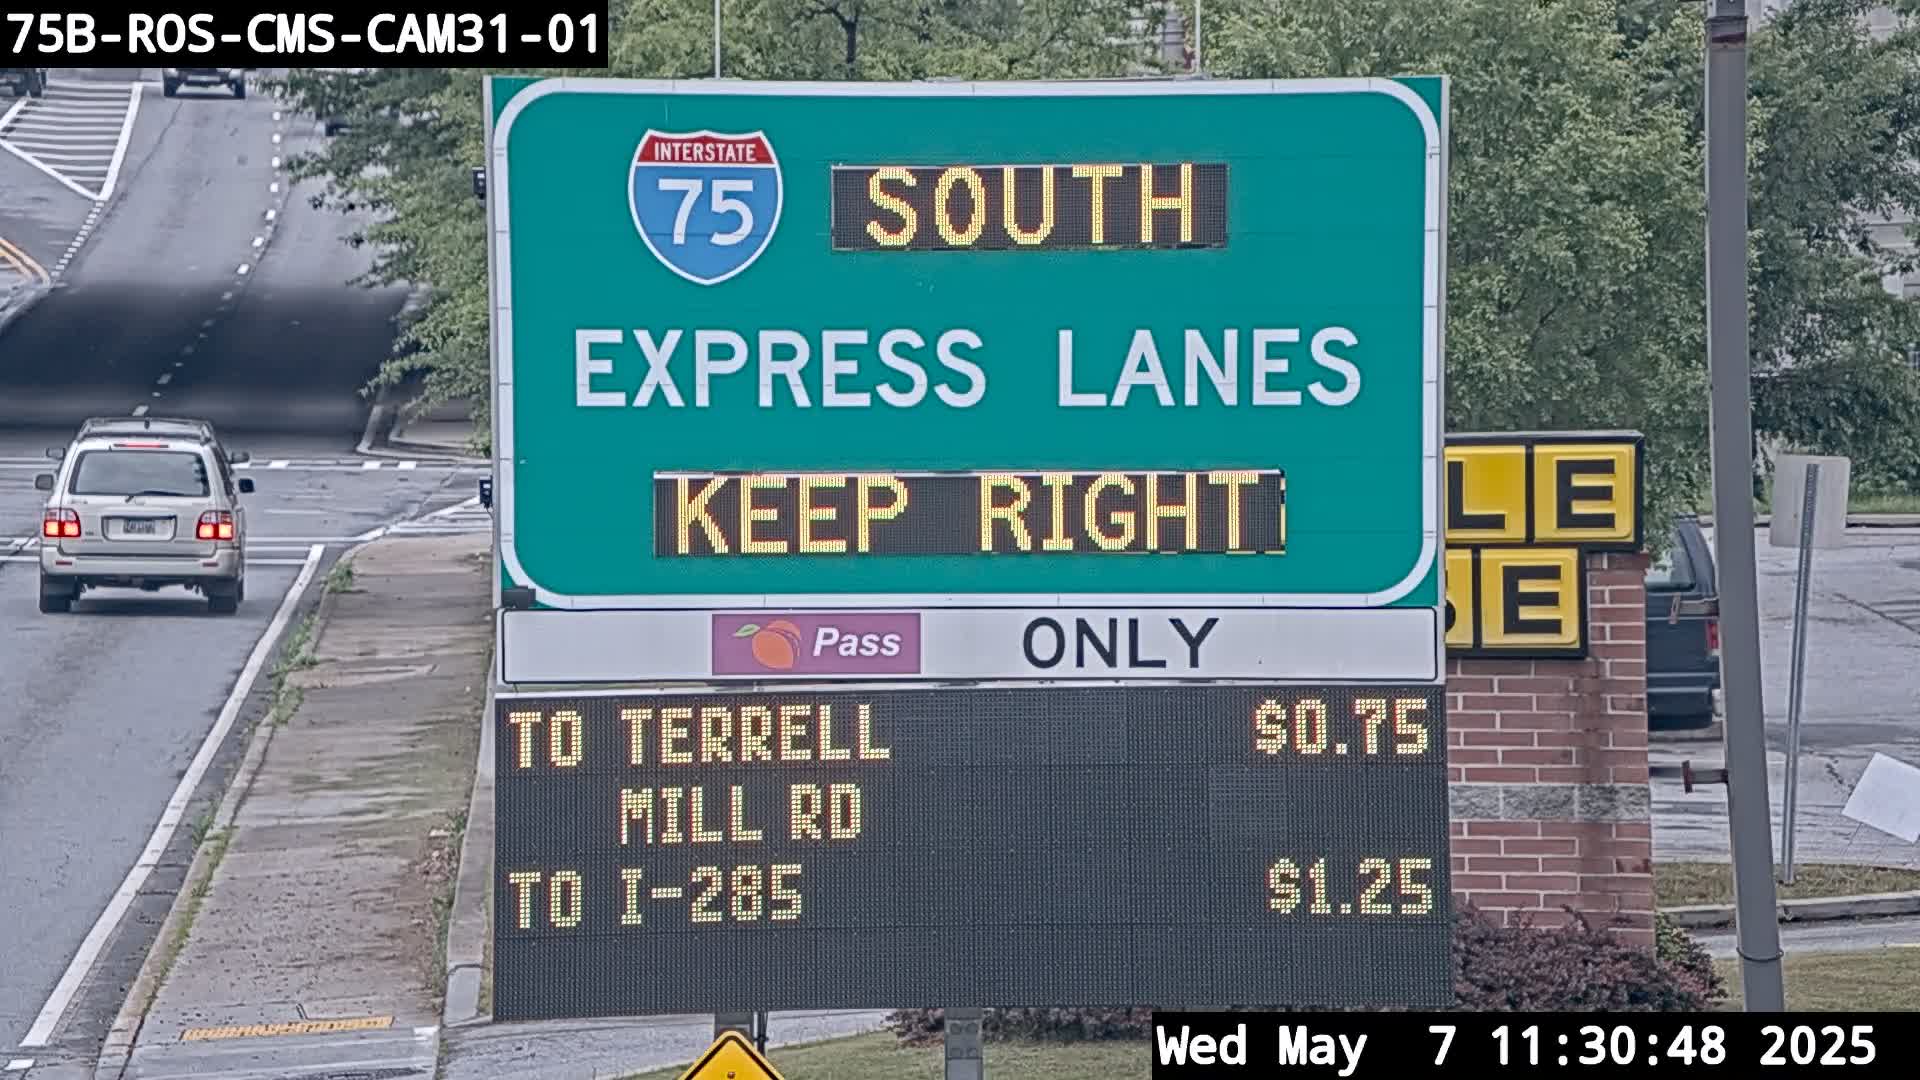 75B-ROS-CMS-CAM31-01
INTERSTATE
75
SOUTH
EXPRESS LANES
KEEP RIGHT
Pass ONLY
TO TERRELL $0.75
MILL RD
TO I-285 $1.25
LE
E
Wed May 7 11:30:48 2025